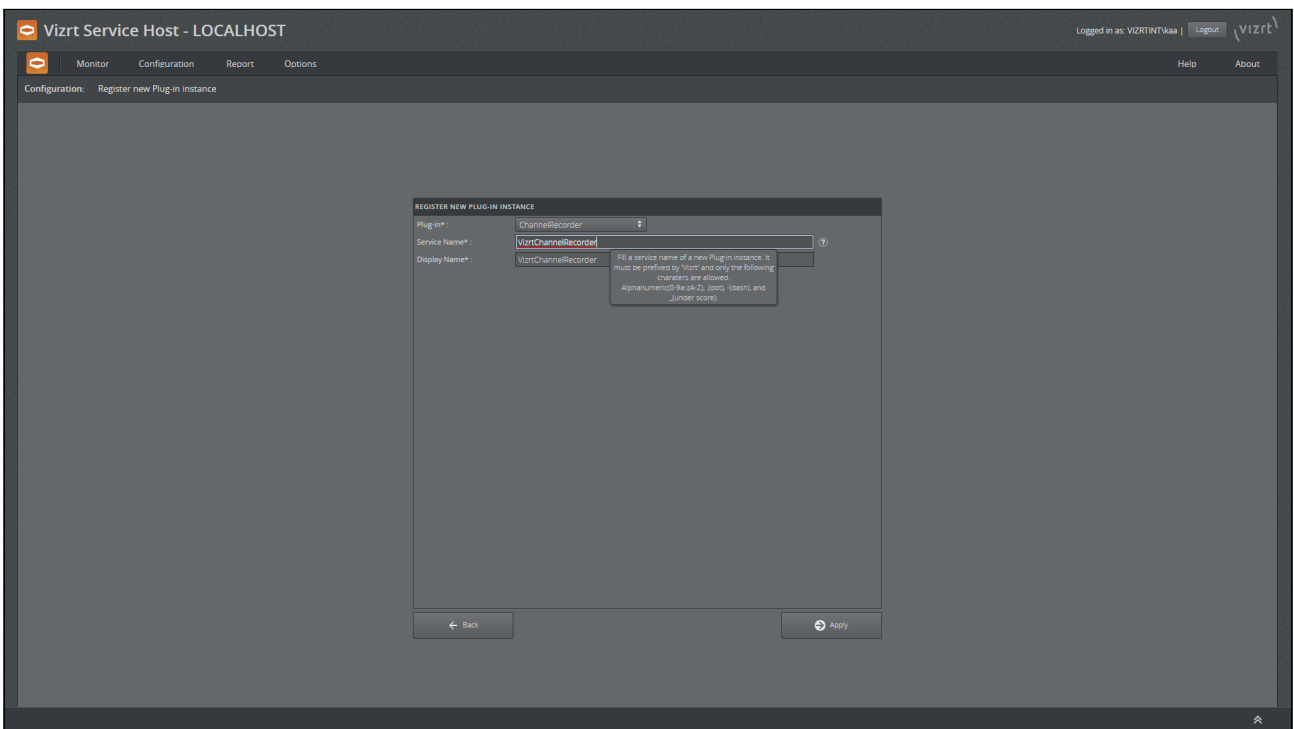 Vizrt Service Host - LOCALHOST
Logged in as: VIZRTINT\kaa | Logout vizrt
Monitor Configuration Report Options Help About
Configuration: Register new Plug-in instance
REGISTER NEW PLUG-IN INSTANCE
Plug-in* : ChannelRecorder
Service Name* : VizrtChannelRecorder ?
Display Name* : VizrtChannelRecorder
Fill a service name of a new Plug-in instance. It
must be prefixed by 'Vizrt' and only the following
charaters are allowed.
Alphanumeric(0-9a-zA-Z), .(dot), -(dash), and
_(under score).
Back Apply